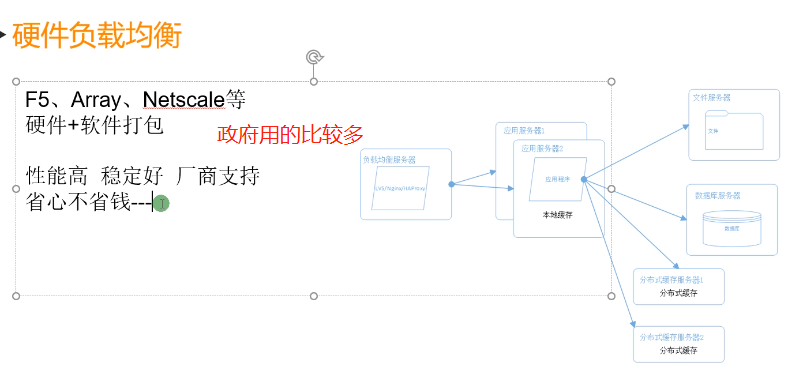 硬件负载均衡
F5、Array、Netscale等
硬件+软件打包
政府用的比较多
性能高 稳定好 厂商支持
省心不省钱---
负载均衡服务器
LVS/Nginx/HAProxy
应用服务器1
应用服务器2
应用程序
本地缓存
文件服务器
文件
数据库服务器
数据库
分布式缓存服务器1
分布式缓存
分布式缓存服务器2
分布式缓存